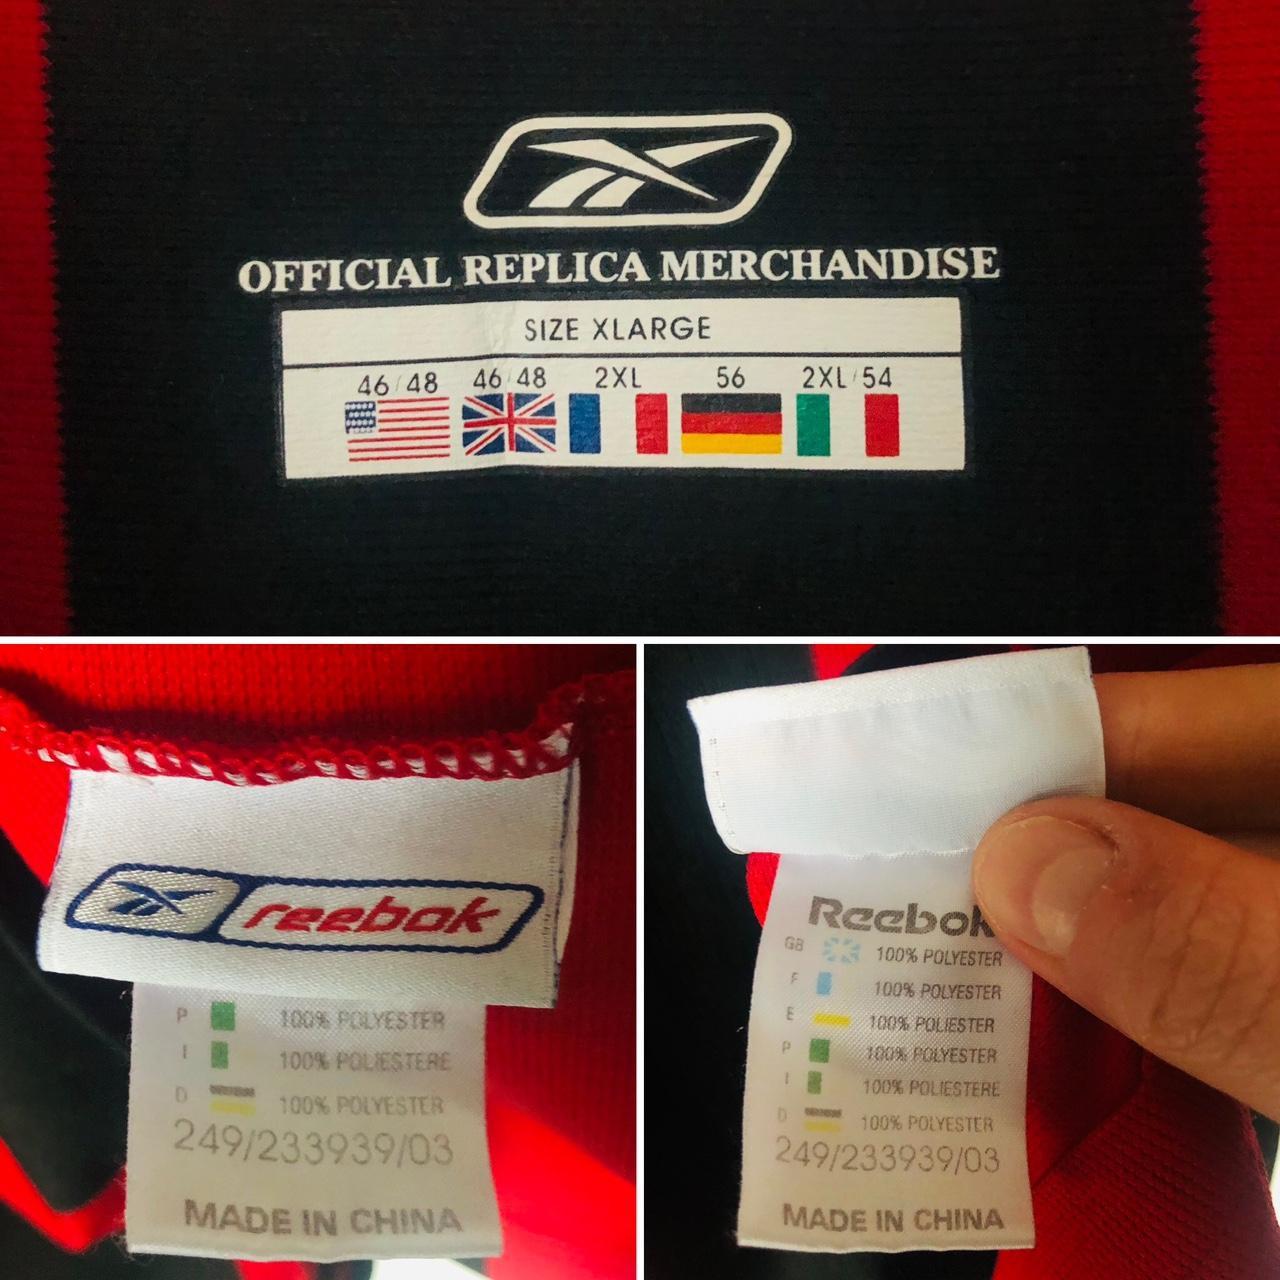 OFFICIAL REPLICA MERCHANDISE
SIZE XLARGE
46/48 46/48 2XL 56 2XL/54
reebok
P 100% POLYESTER
I 100% POLIESTERE
D 100% POLYESTER
249/233939/03
MADE IN CHINA
Reebok
GB 100% POLYESTER
F 100% POLYESTER
E 100% POLIESTER
P 100% POLYESTER
I 100% POLIESTERE
D 100% POLYESTER
249/233939/03
MADE IN CHINA